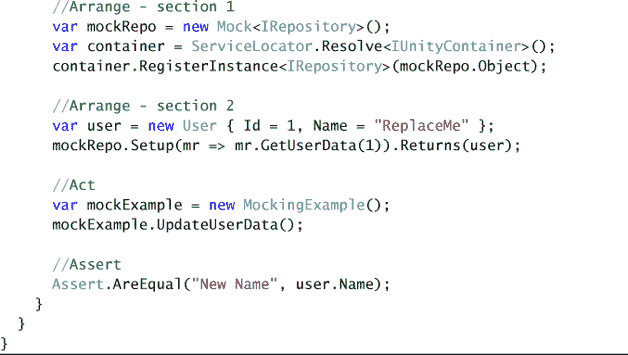 //Arrange - section 1
var mockRepo = new Mock<IRepository>();
var container = ServiceLocator.Resolve<IUnityContainer>();
container.RegisterInstance<IRepository>(mockRepo.Object);
//Arrange - section 2
var user = new User { Id = 1, Name = "ReplaceMe" };
mockRepo.Setup(mr => mr.GetUserData(1)).Returns(user);
//Act
var mockExample = new MockingExample();
mockExample.UpdateUserData();
//Assert
Assert.AreEqual("New Name", user.Name);
}
}
}